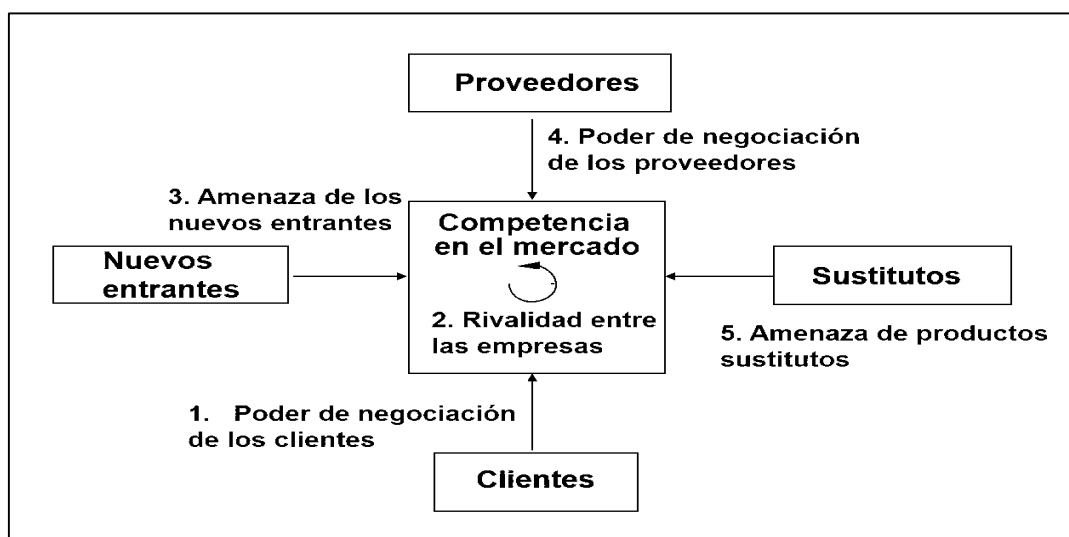 Proveedores
4. Poder de negociación
de los proveedores
3. Amenaza de los
nuevos entrantes
Competencia
en el mercado
Nuevos
entrantes
Sustitutos
2. Rivalidad entre
las empresas
5. Amenaza de productos
sustitutos
1. Poder de negociación
de los clientes
Clientes